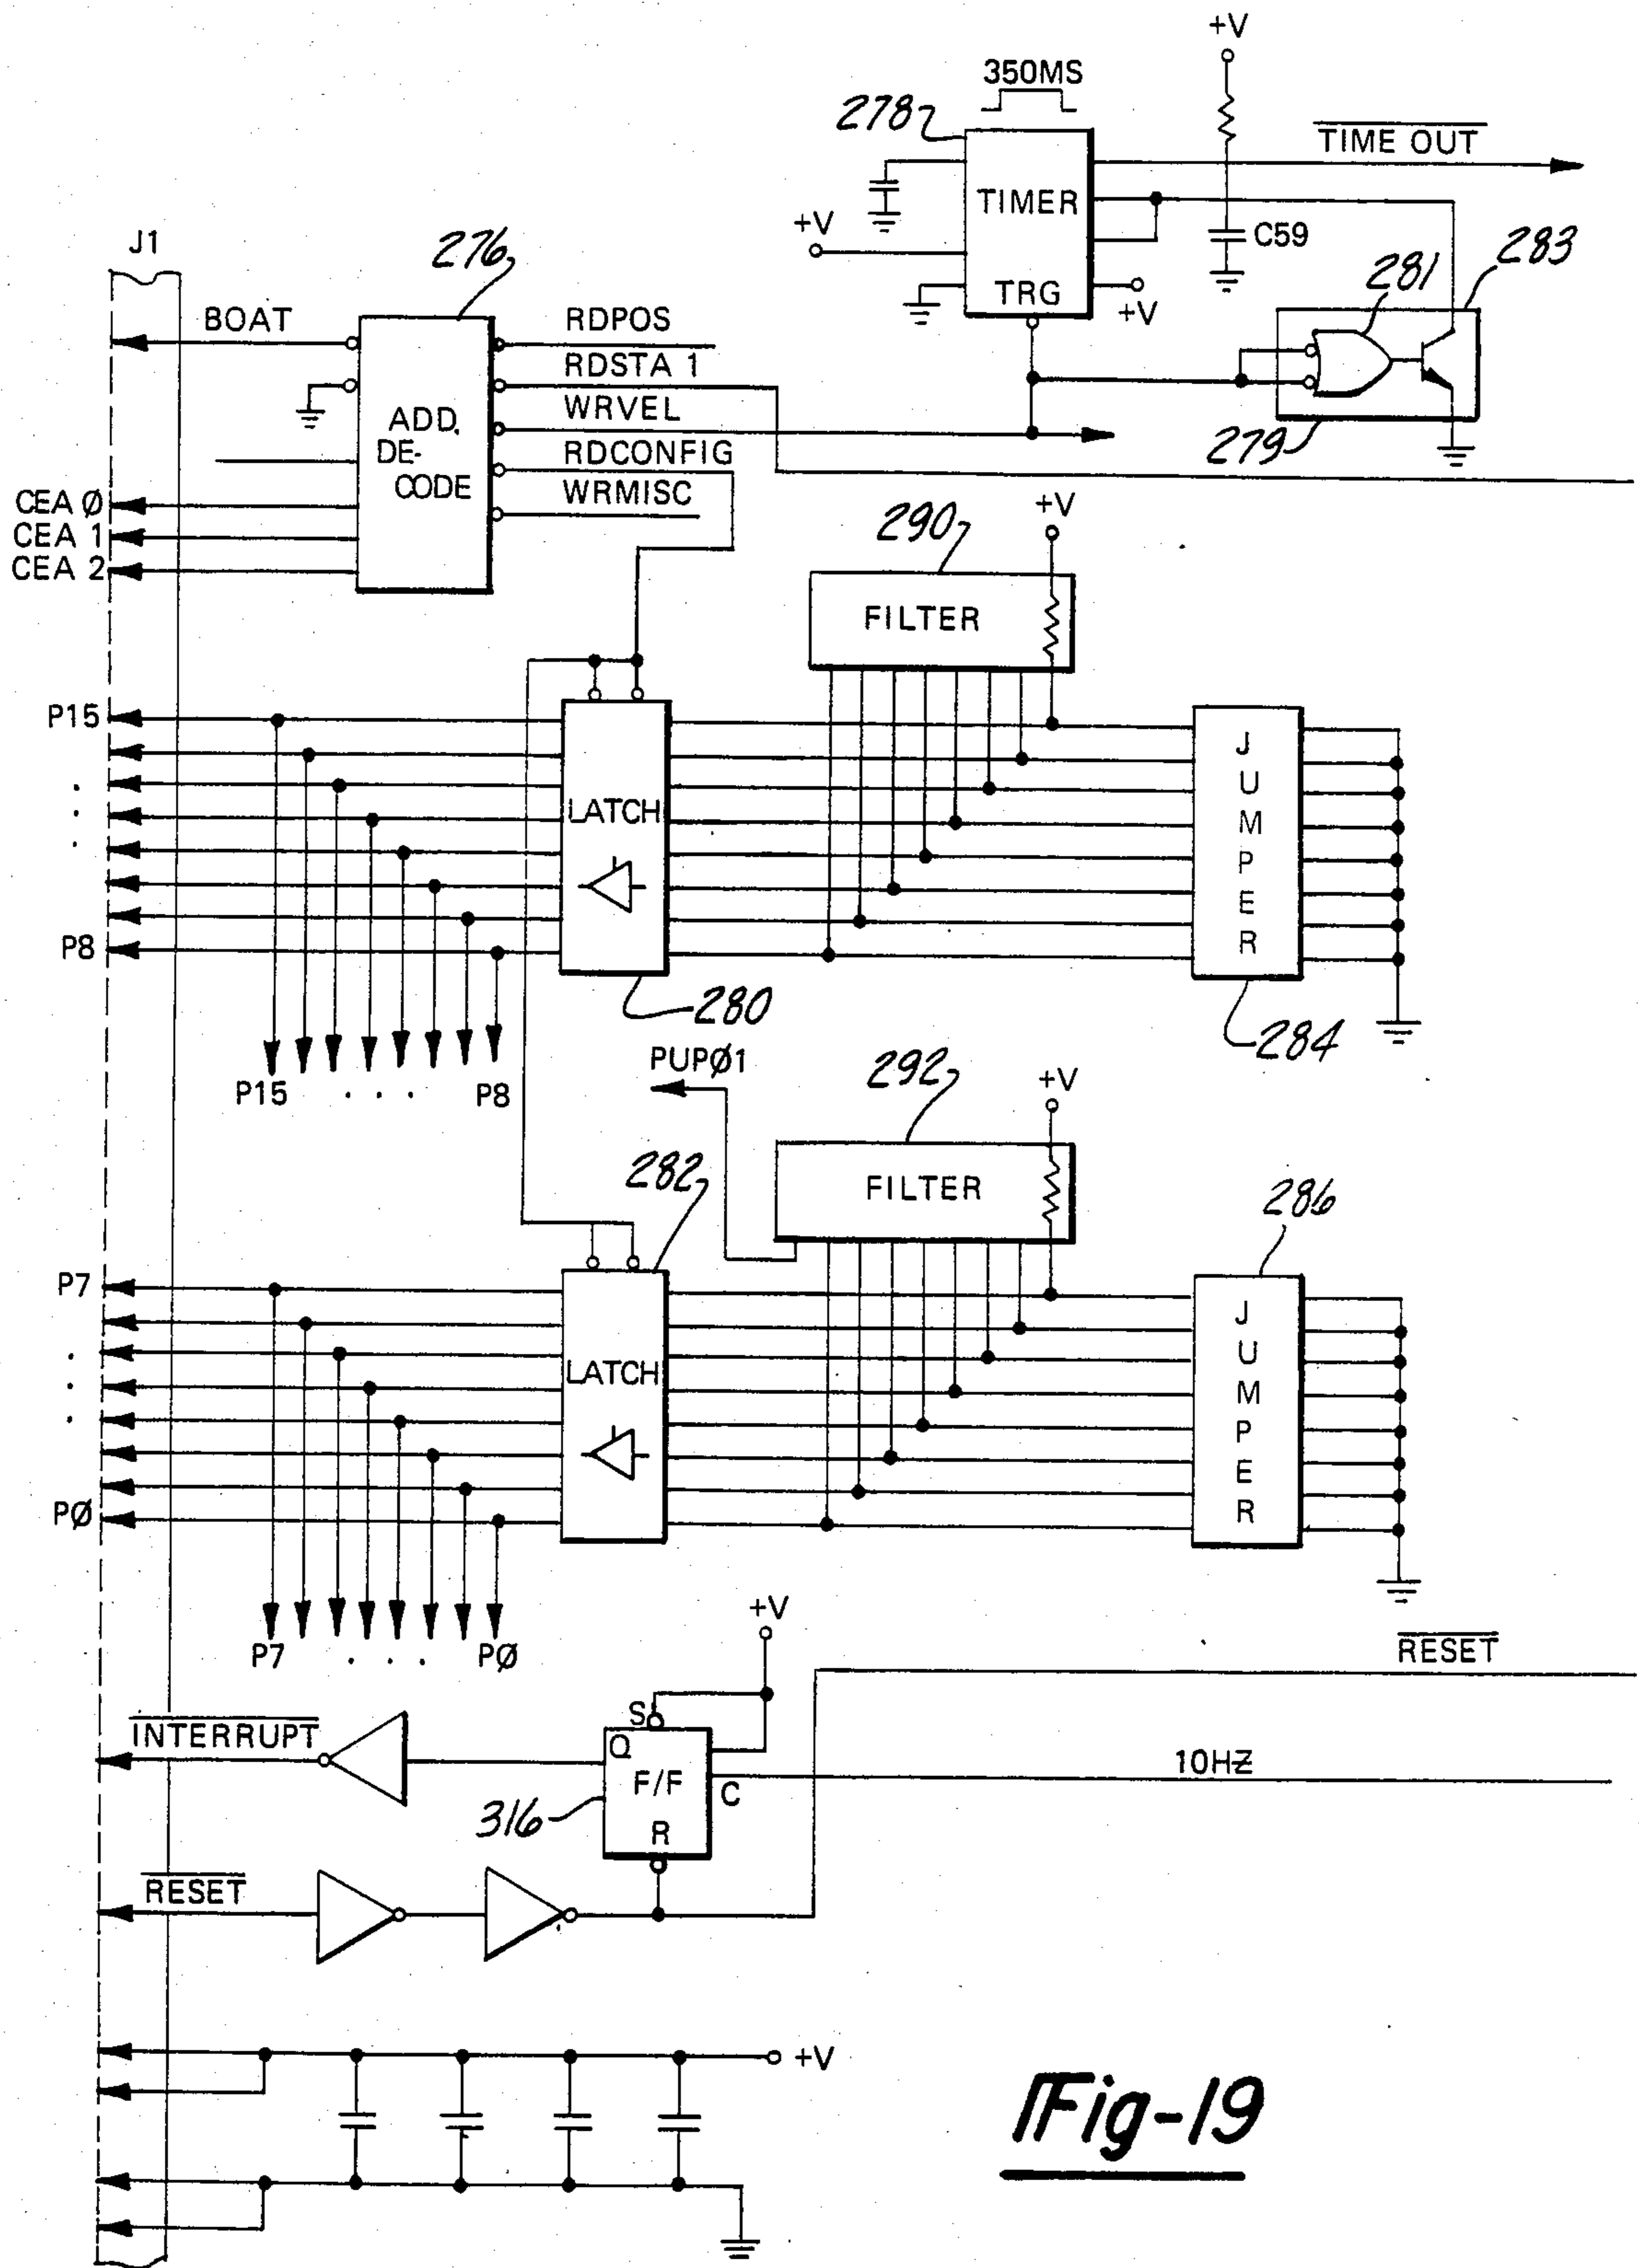 +V
350MS
278
TIME OUT
TIMER
+V
C59
J1
276
283
281
TRG
+V
BOAT
RDPOS
RDSTA 1
WRVEL
ADD.
DE-
CODE
RDCONFIG
279
WRMISC
CEA Ø
CEA 1
CEA 2
290
+V
FILTER
P15
.
.
.
LATCH
J
U
M
P
E
R
P8
280
284
P15 . . . P8
PUPØ1
292
+V
282
FILTER
286
P7
.
.
.
LATCH
J
U
M
P
E
R
PØ
P7 . . . PØ
+V
RESET
INTERRUPT
S
Q
F/F
C
10HZ
316
R
RESET
+V
Fig-19